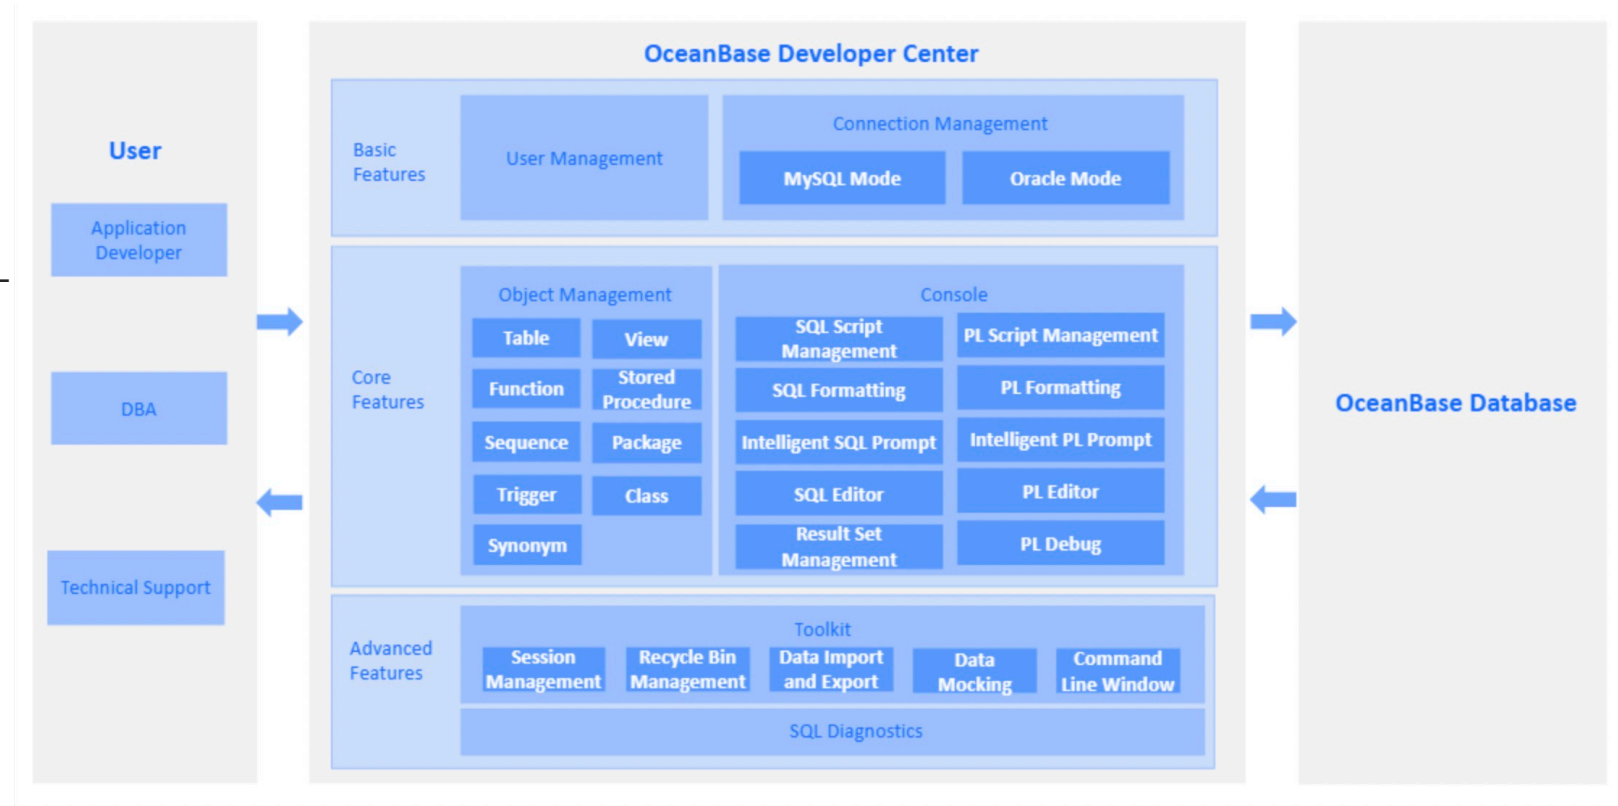 User
Application
Developer
DBA
Technical Support
OceanBase Developer Center
Basic
Features
User Management
Connection Management
MySQL Mode
Oracle Mode
Core
Features
Object Management
Table
View
Function
Stored
Procedure
Sequence
Package
Trigger
Class
Synonym
Console
SQL Script
Management
PL Script Management
SQL Formatting
PL Formatting
Intelligent SQL Prompt
Intelligent PL Prompt
SQL Editor
PL Editor
Result Set
Management
PL Debug
Advanced
Features
Toolkit
Session
Management
Recycle Bin
Management
Data Import
and Export
Data
Mocking
Command
Line Window
SQL Diagnostics
OceanBase Database